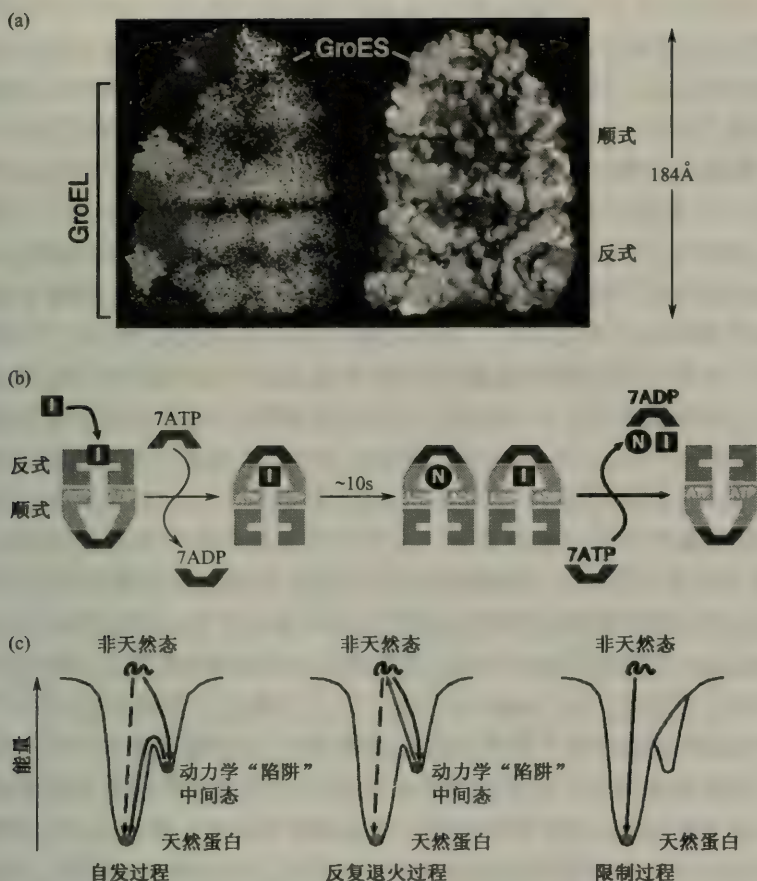 (a)
GroES
GroEL
顺式
184Å
反式
(b)
I
7ATP
7ADP
I
N I
反式
I
~10s
N
I
顺式
7ADP
7ATP
(c)
非天然态
非天然态
非天然态
能量
动力学“陷阱”
中间态
动力学“陷阱”
中间态
天然蛋白
天然蛋白
天然蛋白
自发过程
反复退火过程
限制过程